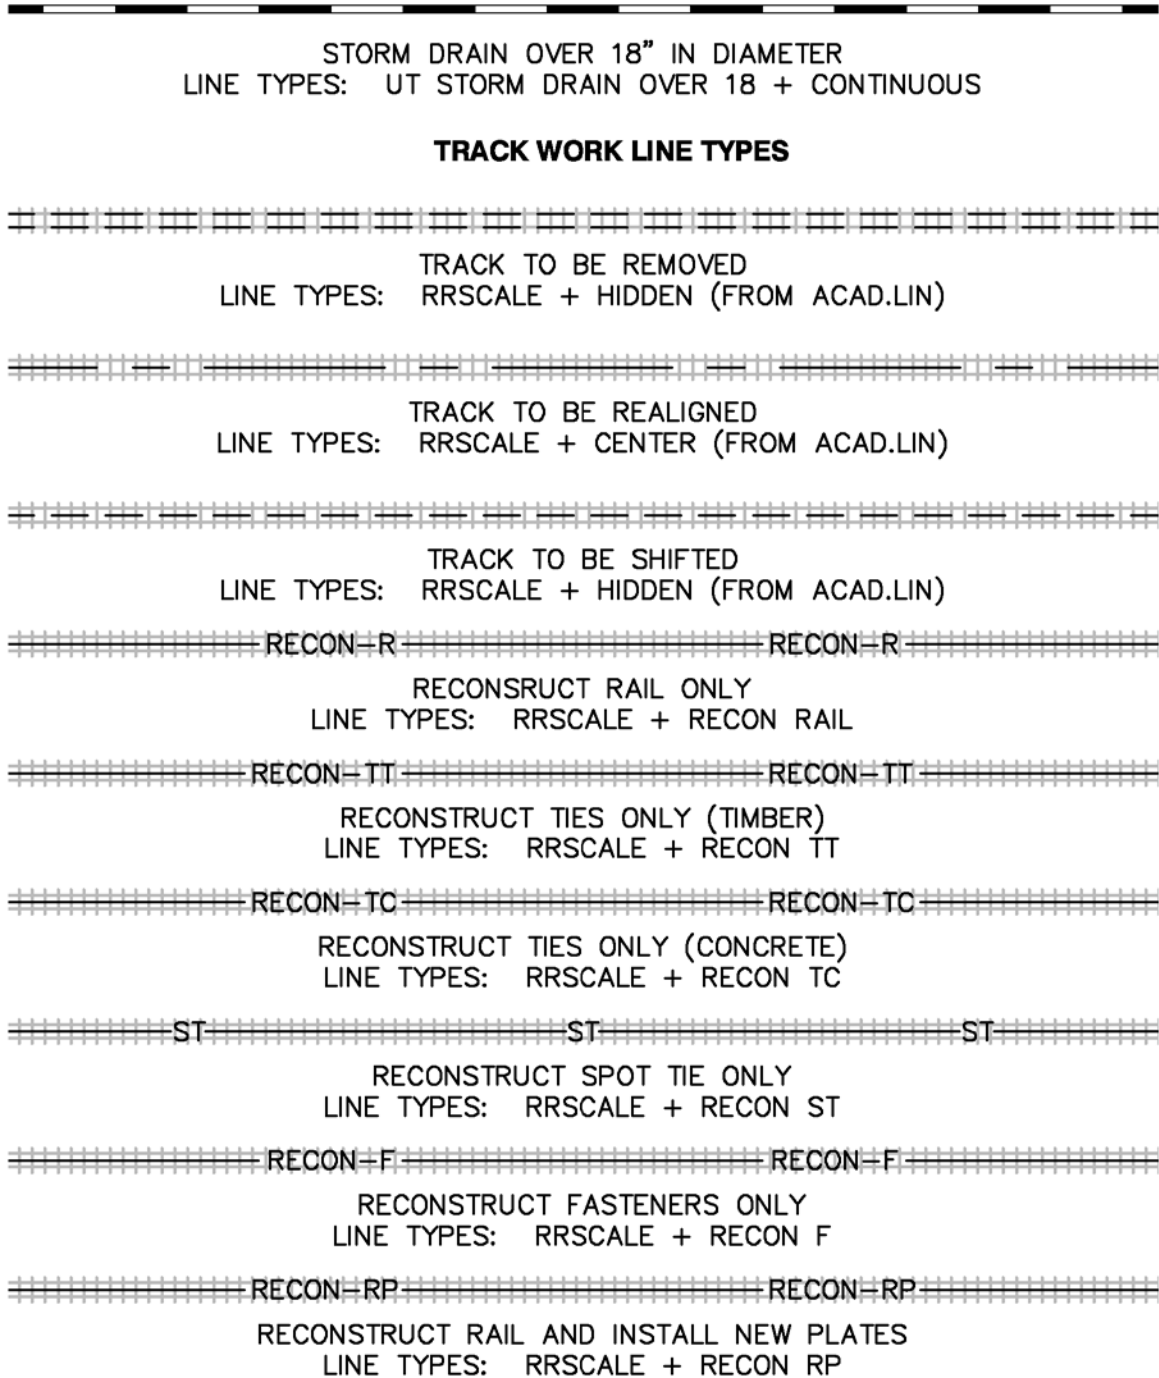 STORM DRAIN OVER 18" IN DIAMETER
LINE TYPES: UT STORM DRAIN OVER 18 + CONTINUOUS
TRACK WORK LINE TYPES
TRACK TO BE REMOVED
LINE TYPES: RRSCALE + HIDDEN (FROM ACAD.LIN)
TRACK TO BE REALIGNED
LINE TYPES: RRSCALE + CENTER (FROM ACAD.LIN)
TRACK TO BE SHIFTED
LINE TYPES: RRSCALE + HIDDEN (FROM ACAD.LIN)
RECON-R RECON-R
RECONSRUCT RAIL ONLY
LINE TYPES: RRSCALE + RECON RAIL
RECON-TT RECON-TT
RECONSTRUCT TIES ONLY (TIMBER)
LINE TYPES: RRSCALE + RECON TT
RECON-TC RECON-TC
RECONSTRUCT TIES ONLY (CONCRETE)
LINE TYPES: RRSCALE + RECON TC
ST ST ST
RECONSTRUCT SPOT TIE ONLY
LINE TYPES: RRSCALE + RECON ST
RECON-F RECON-F
RECONSTRUCT FASTENERS ONLY
LINE TYPES: RRSCALE + RECON F
RECON-RP RECON-RP
RECONSTRUCT RAIL AND INSTALL NEW PLATES
LINE TYPES: RRSCALE + RECON RP